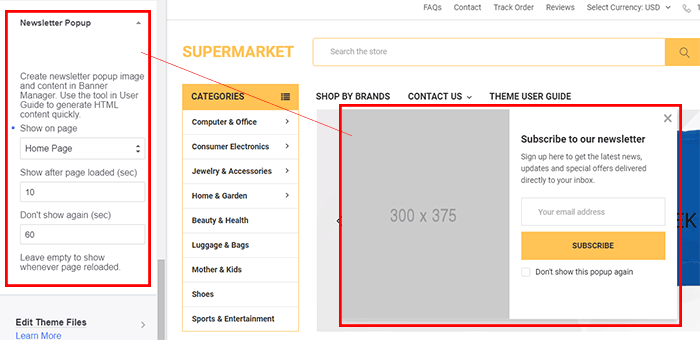 Newsletter Popup
Create newsletter popup image
and content in Banner
Manager. Use the tool in User
Guide to generate HTML
content quickly.
Show on page
Home Page
Show after page loaded (sec)
10
Don't show again (sec)
60
Leave empty to show
whenever page reloaded.
Edit Theme Files
Learn More
FAQs Contact Track Order Reviews Select Currency: USD
SUPERMARKET
Search the store
CATEGORIES
SHOP BY BRANDS CONTACT US THEME USER GUIDE
Computer & Office
Consumer Electronics
Jewelry & Accessories
Home & Garden
Beauty & Health
Luggage & Bags
Mother & Kids
Shoes
Sports & Entertainment
300 x 375
Subscribe to our newsletter
Sign up here to get the latest news,
updates and special offers delivered
directly to your inbox.
Your email address
SUBSCRIBE
Don't show this popup again